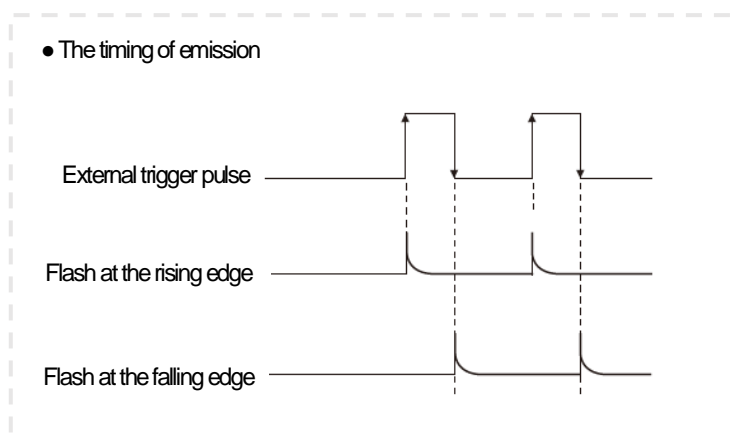 ● The timing of emission
External trigger pulse
Flash at the rising edge
Flash at the falling edge